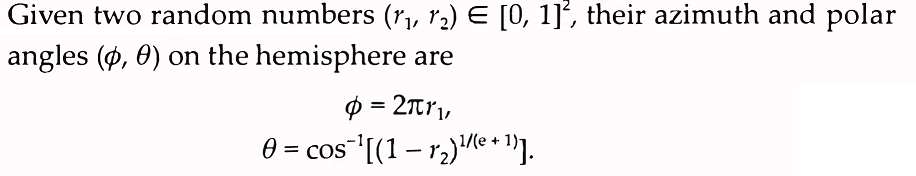 Given two random numbers (r₁, r₂) ∈ [0, 1]², their azimuth and polar
angles (ϕ, θ) on the hemisphere are
ϕ = 2πr₁,
θ = cos⁻¹[(1 – r₂)^{1/(e + 1)}].